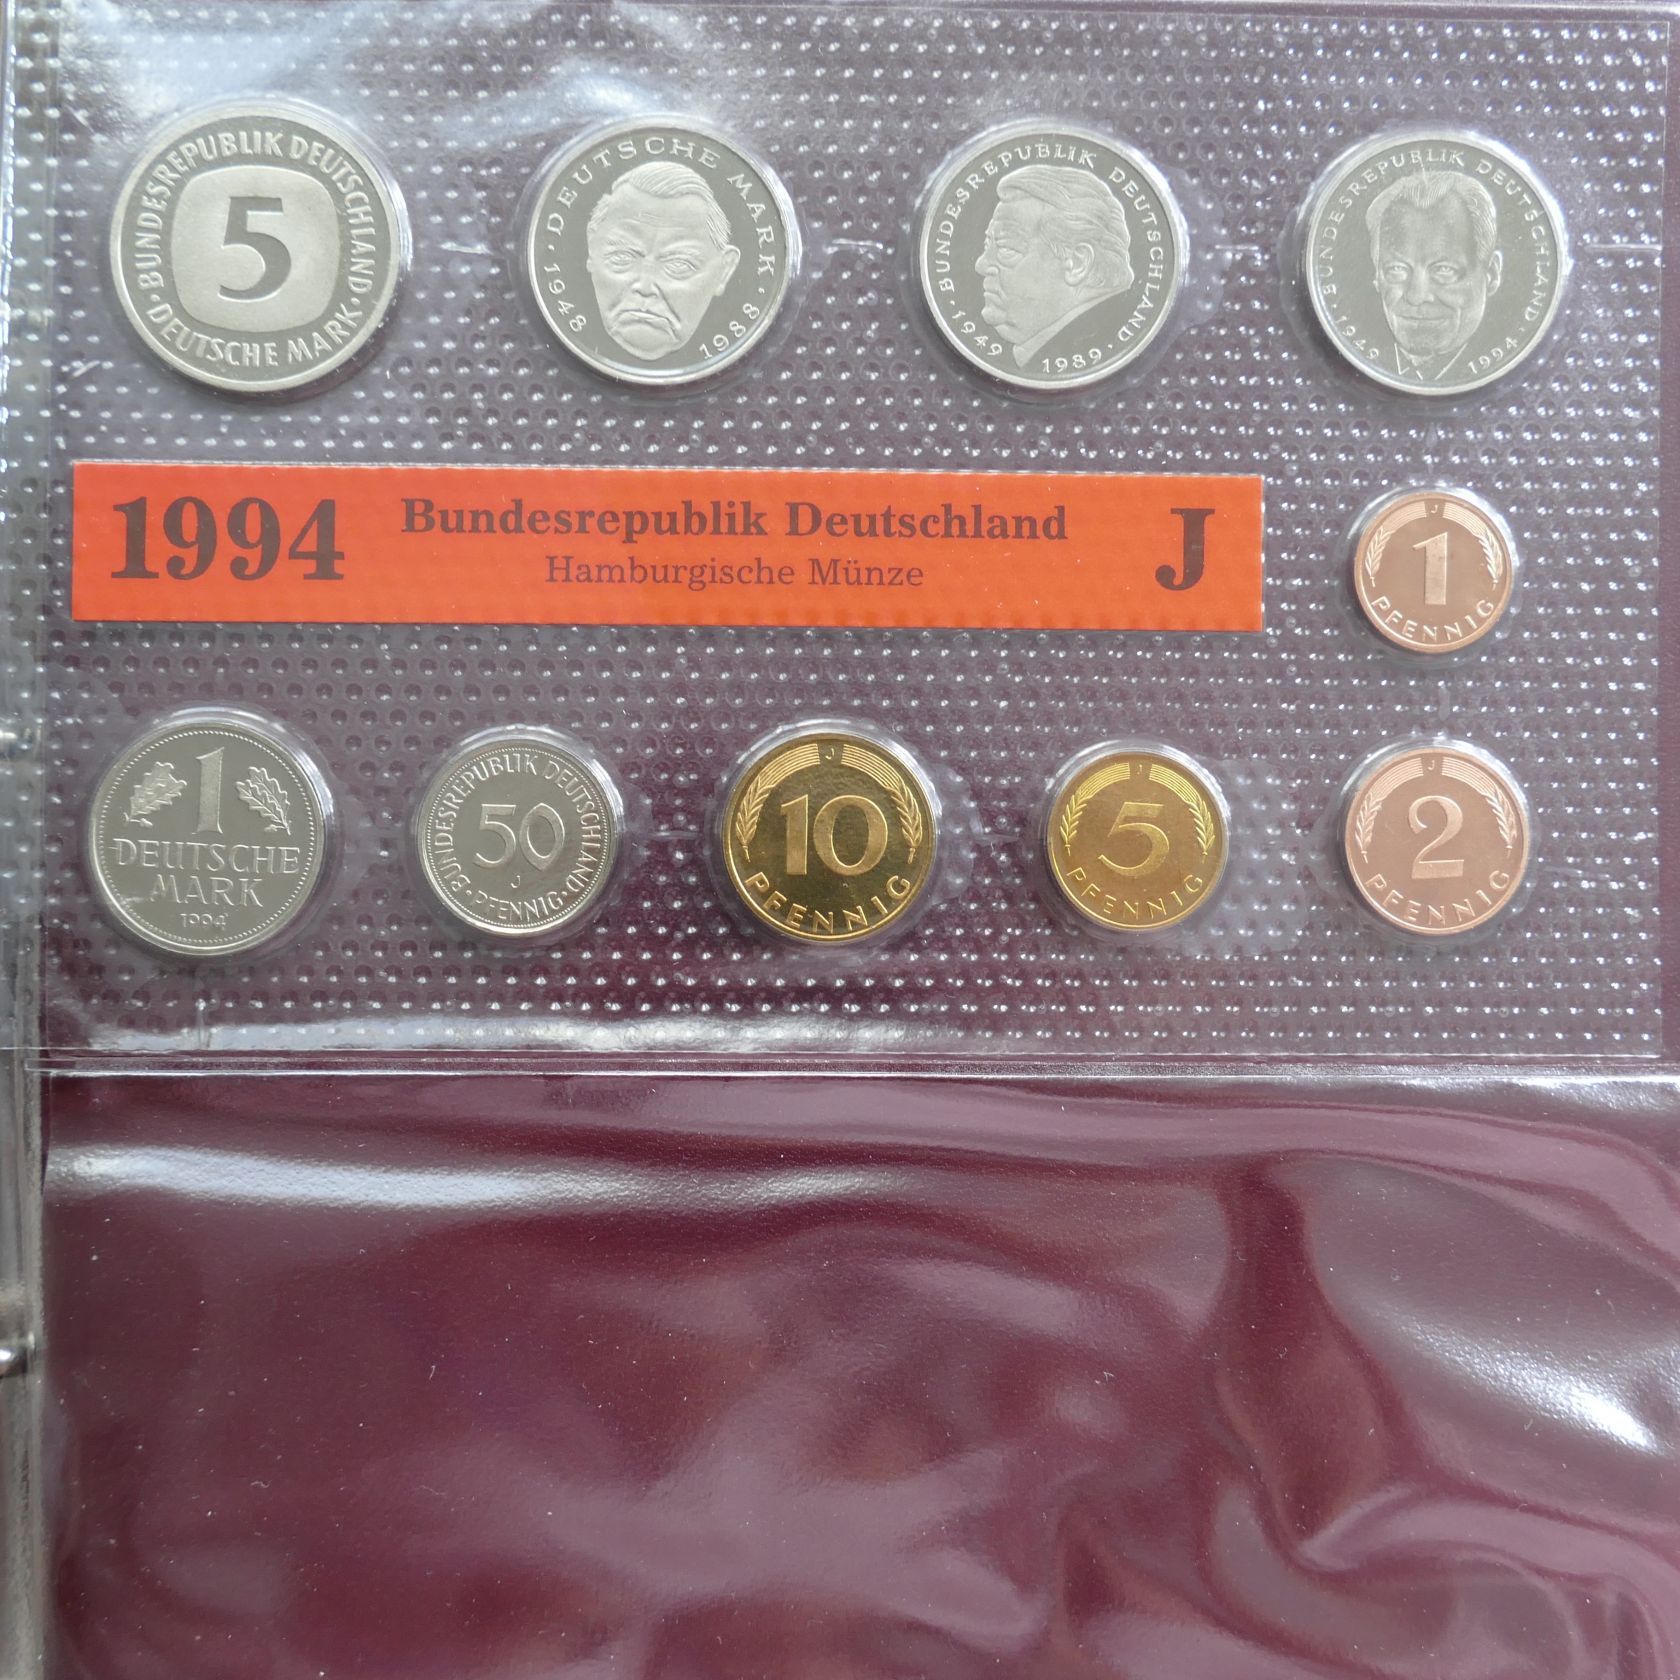 · BUNDESREPUBLIK DEUTSCHLAND ·
5
DEUTSCHE MARK
· DEUTSCHE MARK ·
1948 1988
· BUNDESREPUBLIK DEUTSCHLAND ·
1949 1989
· BUNDESREPUBLIK DEUTSCHLAND ·
1949 1994
1994
Bundesrepublik Deutschland
Hamburgische Münze
J
J
1
PFENNIG
1
DEUTSCHE
MARK
1994
BUNDESREPUBLIK DEUTSCHLAND
50
J
· PFENNIG ·
J
10
PFENNIG
J
5
PFENNIG
J
2
PFENNIG